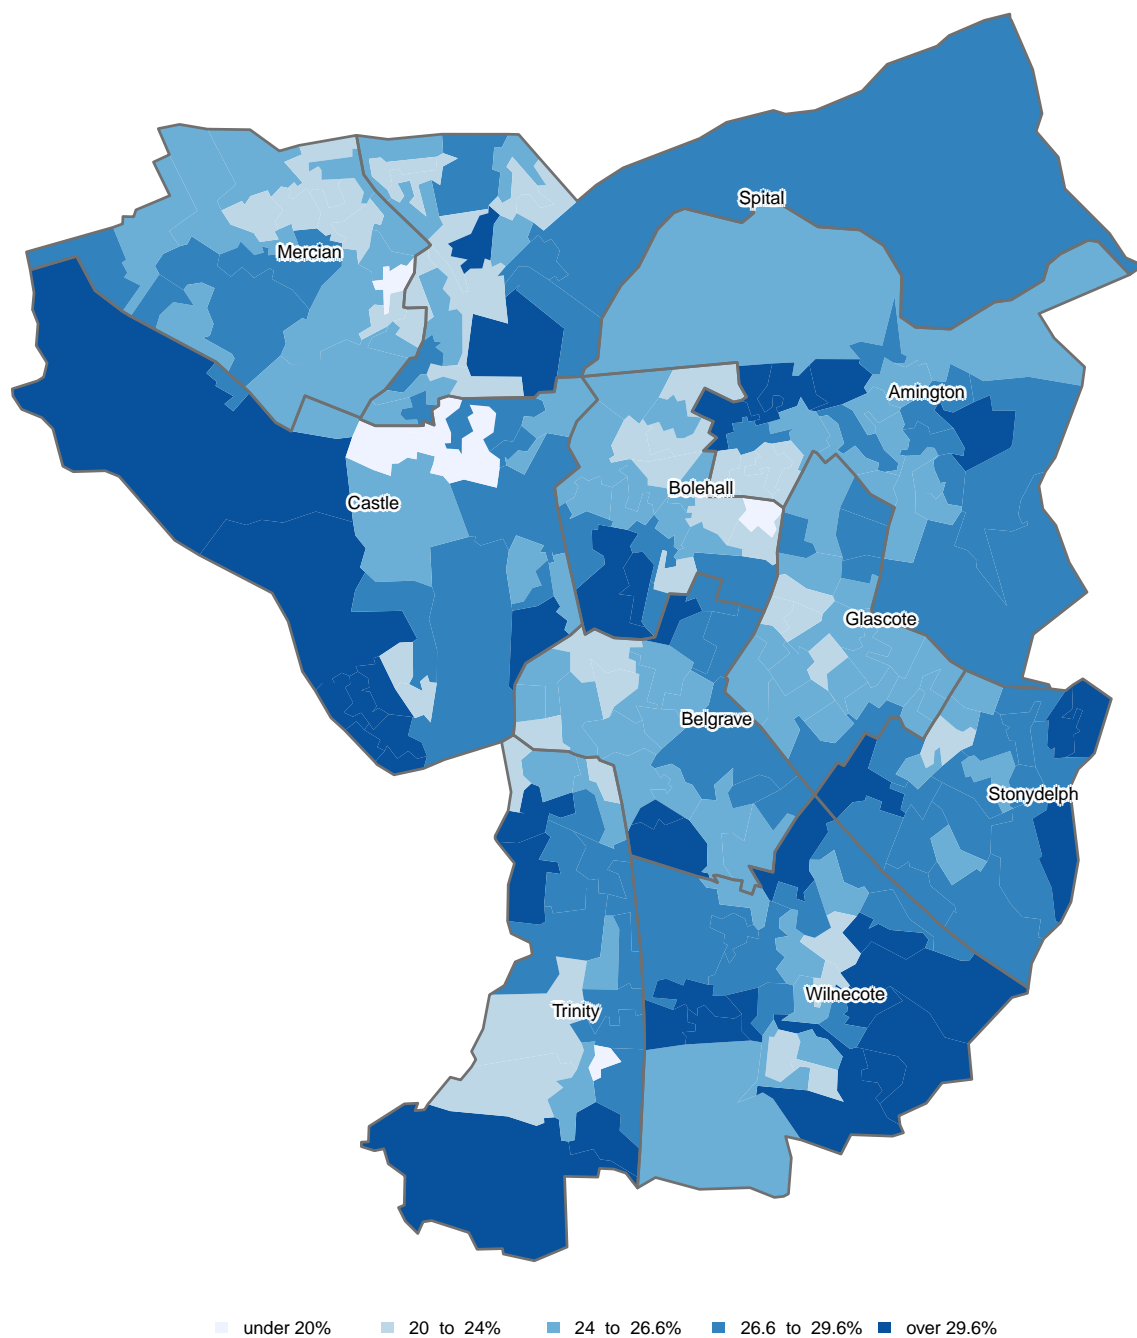 Spital
Mercian
Amington
Bolehall
Castle
Glascote
Belgrave
Stonydelph
Wilnecote
Trinity
under 20% 20 to 24% 24 to 26.6% 26.6 to 29.6% over 29.6%